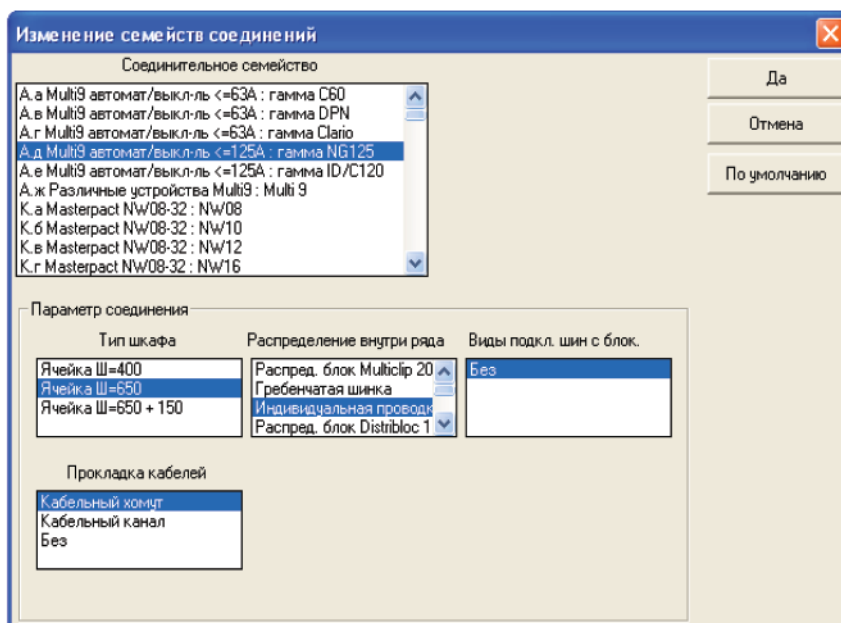 Изменение семейств соединений
Соединительное семейство
А.а Multi9 автомат/выкл-ль <=63А : гамма C60
А.в Multi9 автомат/выкл-ль <=63А : гамма DPN
А.г Multi9 автомат/выкл-ль <=63А : гамма Clario
А.д Multi9 автомат/выкл-ль <=125А : гамма NG125
А.е Multi9 автомат/выкл-ль <=125А : гамма ID/C120
А.ж Различные устройства Multi9 : Multi 9
К.а Masterpact NW08-32 : NW08
К.б Masterpact NW08-32 : NW10
К.в Masterpact NW08-32 : NW12
К.г Masterpact NW08-32 : NW16
Да
Отмена
По умолчанию
Параметр соединения
Тип шкафа
Ячейка Ш=400
Ячейка Ш=650
Ячейка Ш=650 + 150
Распределение внутри ряда
Распред. блок Multiclip 20
Гребенчатая шинка
Индивидуальная проводк
Распред. блок Distribloc 1
Виды подкл. шин с блок.
Без
Прокладка кабелей
Кабельный хомут
Кабельный канал
Без